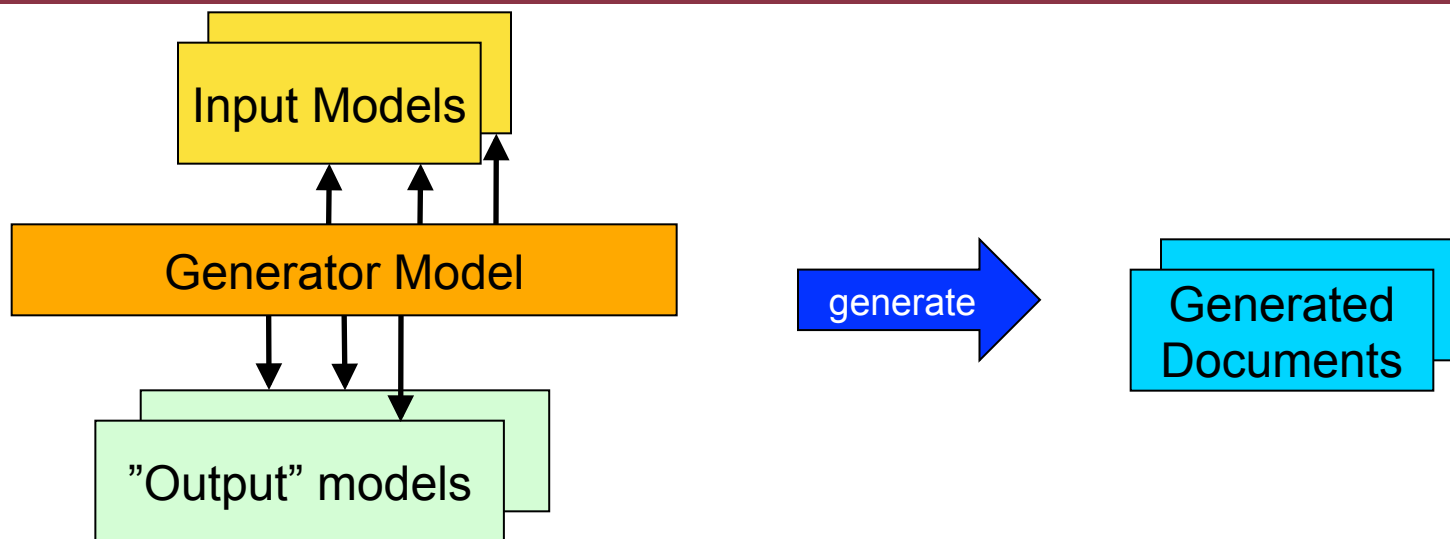 Input Models
Generator Model
generate
Generated
Documents
”Output” models